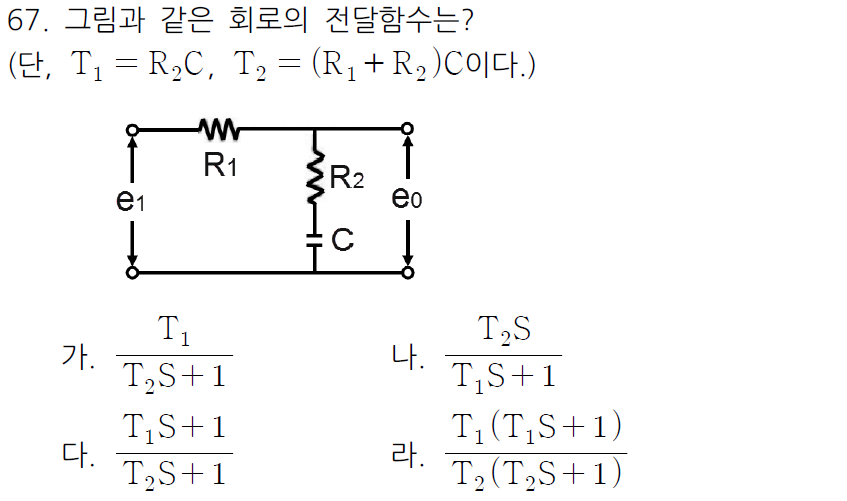 67. 그림과 같은 회로의 전달함수는?
(단, T₁ = R₂C, T₂ = (R₁+R₂)C이다.)
R1
R2
e1
e0
C
가. T₁ / T₂S+1
나. T₂S / T₁S+1
다. T₁S+1 / T₂S+1
라. T₁(T₁S+1) / T₂(T₂S+1)